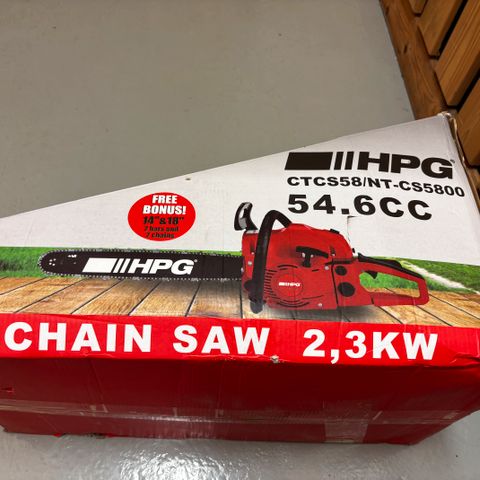 HPG®
CTCS58/NT-CS5800
54.6CC
FREE
BONUS!
14"&18"
2 bars and
2 chains
HPG
HPG
CHAIN SAW 2,3KW